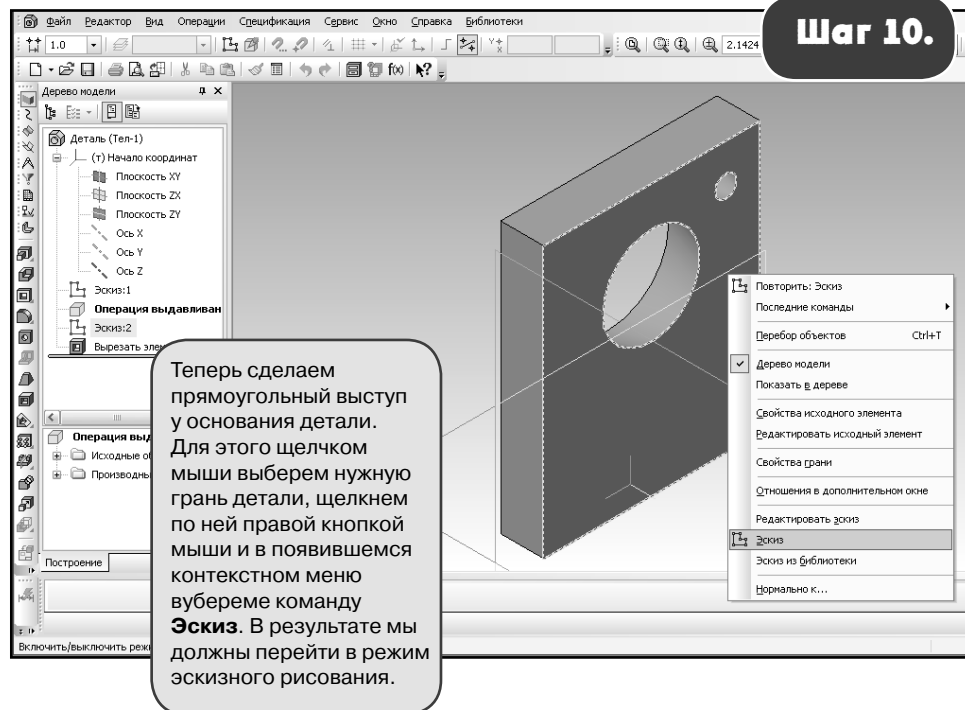 Файл Редактор Вид Операции Спецификация Сервис Окно Справка Библиотеки
Шаг 10.
1.0
2.1424
f(x)
Дерево модели
Деталь (Тел-1)
(т) Начало координат
Плоскость XY
Плоскость ZX
Плоскость ZY
Ось X
Ось Y
Ось Z
Эскиз:1
Операция выдавливан
Эскиз:2
Вырезать элем
Операция выд
Исходные об
Производны
Построение
Включить/выключить реж
Повторить: Эскиз
Последние команды
Перебор объектов Ctrl+T
Дерево модели
Показать в дереве
Свойства исходного элемента
Редактировать исходный элемент
Свойства грани
Отношения в дополнительном окне
Редактировать эскиз
Эскиз
Эскиз из библиотеки
Нормально к...
Теперь сделаем
прямоугольный выступ
у основания детали.
Для этого щелчком
мыши выберем нужную
грань детали, щелкнем
по ней правой кнопкой
мыши и в появившемся
контекстном меню
вубереме команду
Эскиз. В результате мы
должны перейти в режим
эскизного рисования.